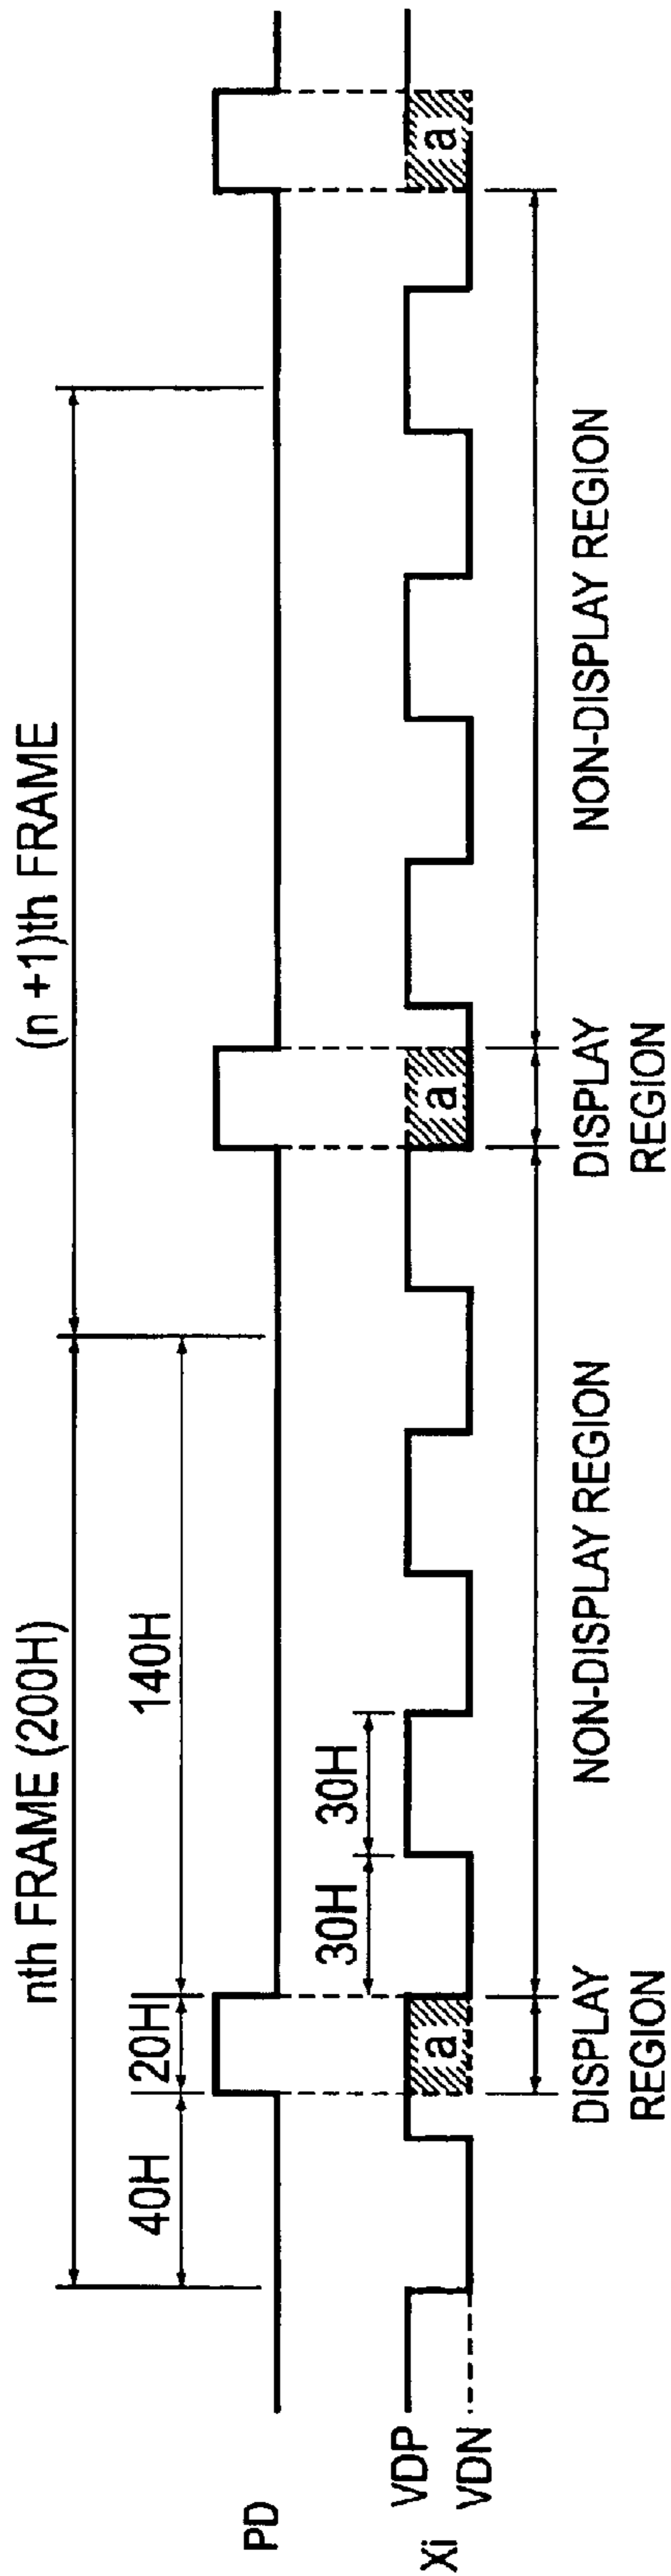 nth FRAME (200H)
(n +1)th FRAME
40H
20H
140H
PD
30H
30H
VDP
Xi
VDN
a
a
a
DISPLAY
REGION
NON-DISPLAY REGION
DISPLAY
REGION
NON-DISPLAY REGION